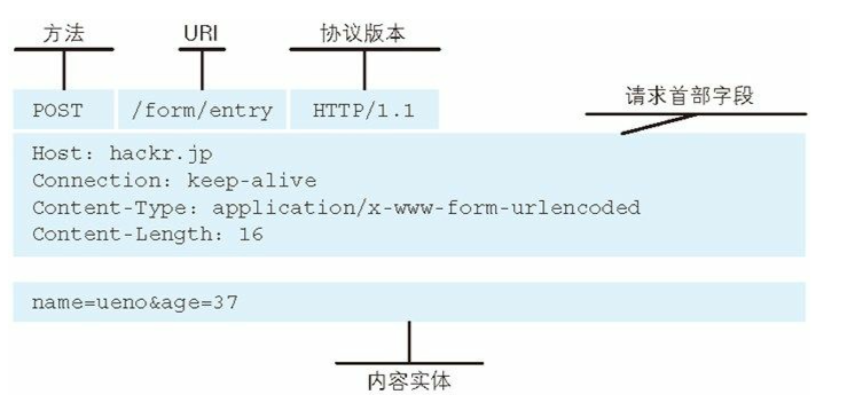 方法 URI 协议版本
请求首部字段
POST /form/entry HTTP/1.1
Host: hackr.jp
Connection: keep-alive
Content-Type: application/x-www-form-urlencoded
Content-Length: 16
name=ueno&age=37
内容实体